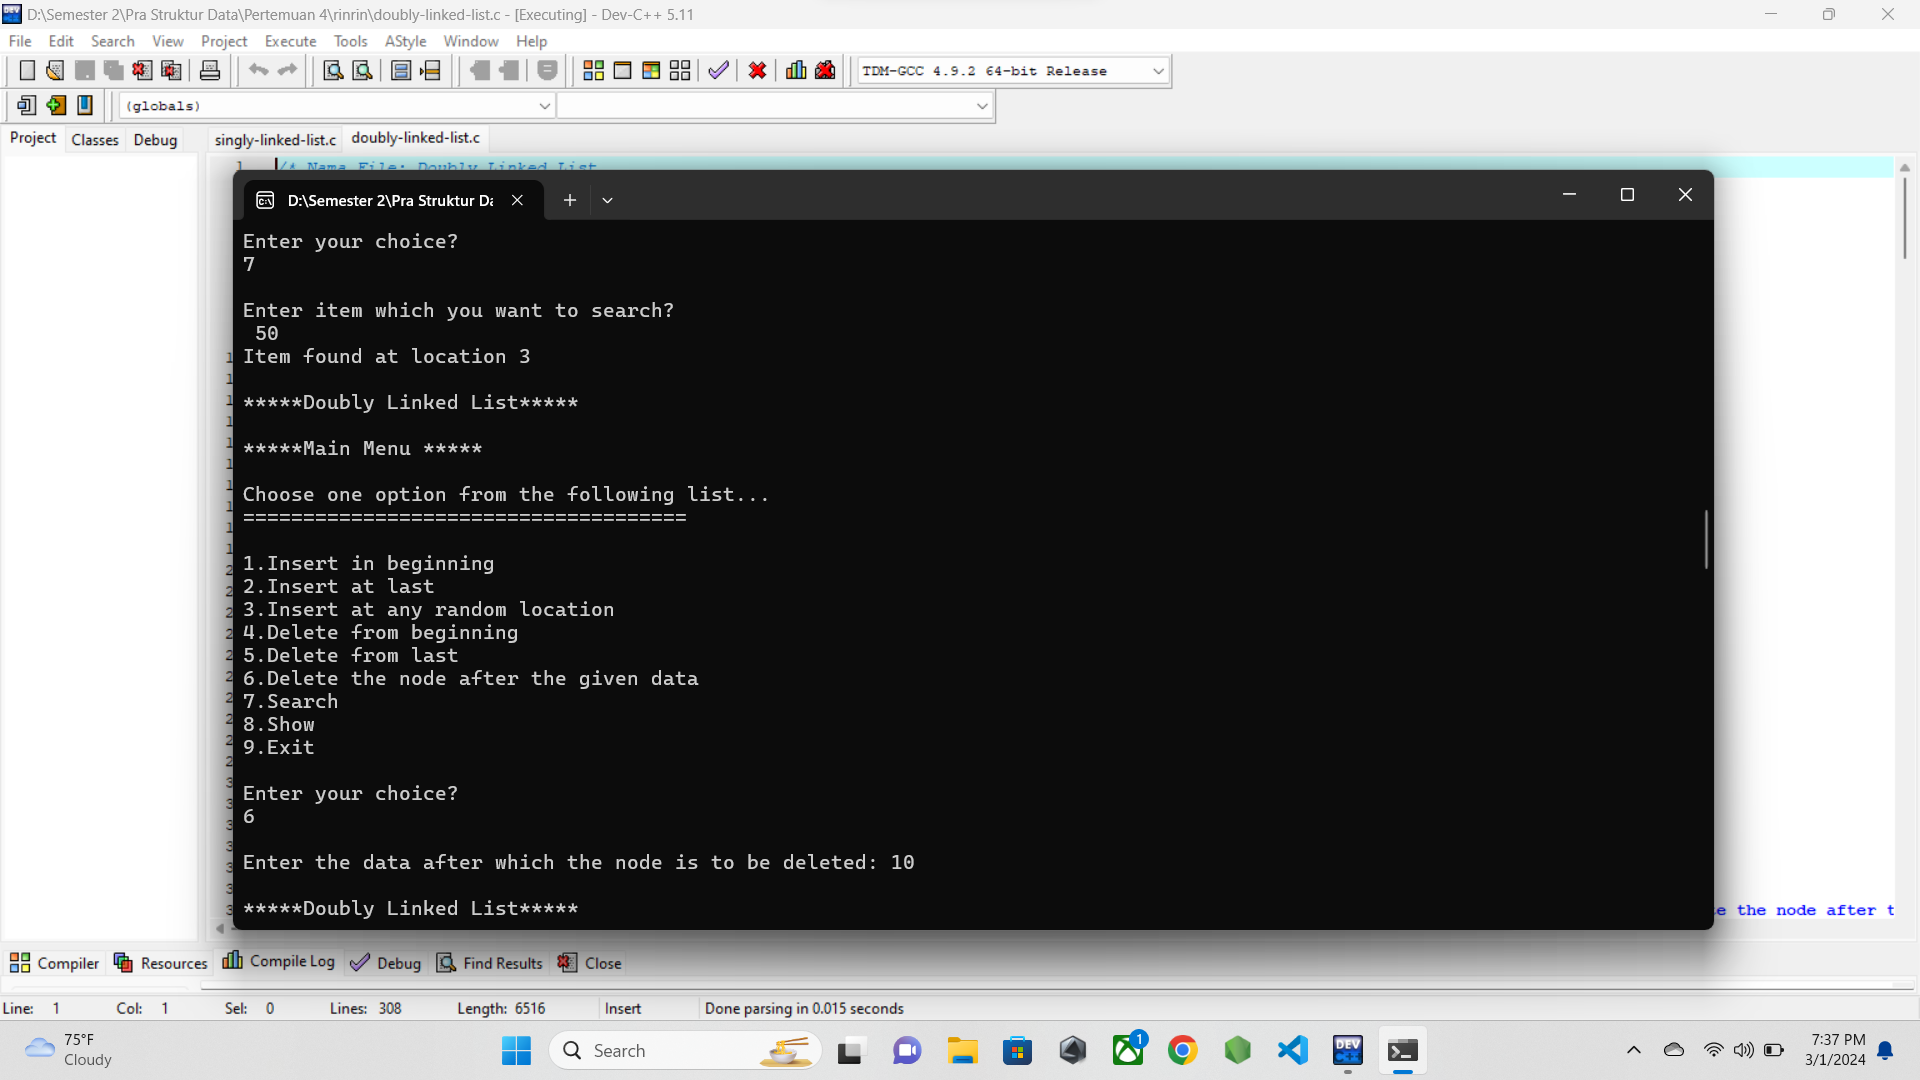 D:\Semester 2\Pra Struktur Data\Pertemuan 4\rinrin\doubly-linked-list.c - [Executing] - Dev-C++ 5.11
File Edit Search View Project Execute Tools AStyle Window Help
TDM-GCC 4.9.2 64-bit Release
(globals)
Project Classes Debug singly-linked-list.c doubly-linked-list.c
1 /* Nama File: Doubly Linked List
D:\Semester 2\Pra Struktur Da
Enter your choice?
7
Enter item which you want to search?
50
Item found at location 3
*****Doubly Linked List*****
*****Main Menu *****
Choose one option from the following list...
=====================================
1.Insert in beginning
2.Insert at last
3.Insert at any random location
4.Delete from beginning
5.Delete from last
6.Delete the node after the given data
7.Search
8.Show
9.Exit
Enter your choice?
6
Enter the data after which the node is to be deleted: 10
*****Doubly Linked List*****
the node after t
Compiler Resources Compile Log Debug Find Results Close
Line: 1 Col: 1 Sel: 0 Lines: 308 Length: 6516 Insert Done parsing in 0.015 seconds
75°F
Cloudy
Search
1
DEV
C++
7:37 PM
3/1/2024